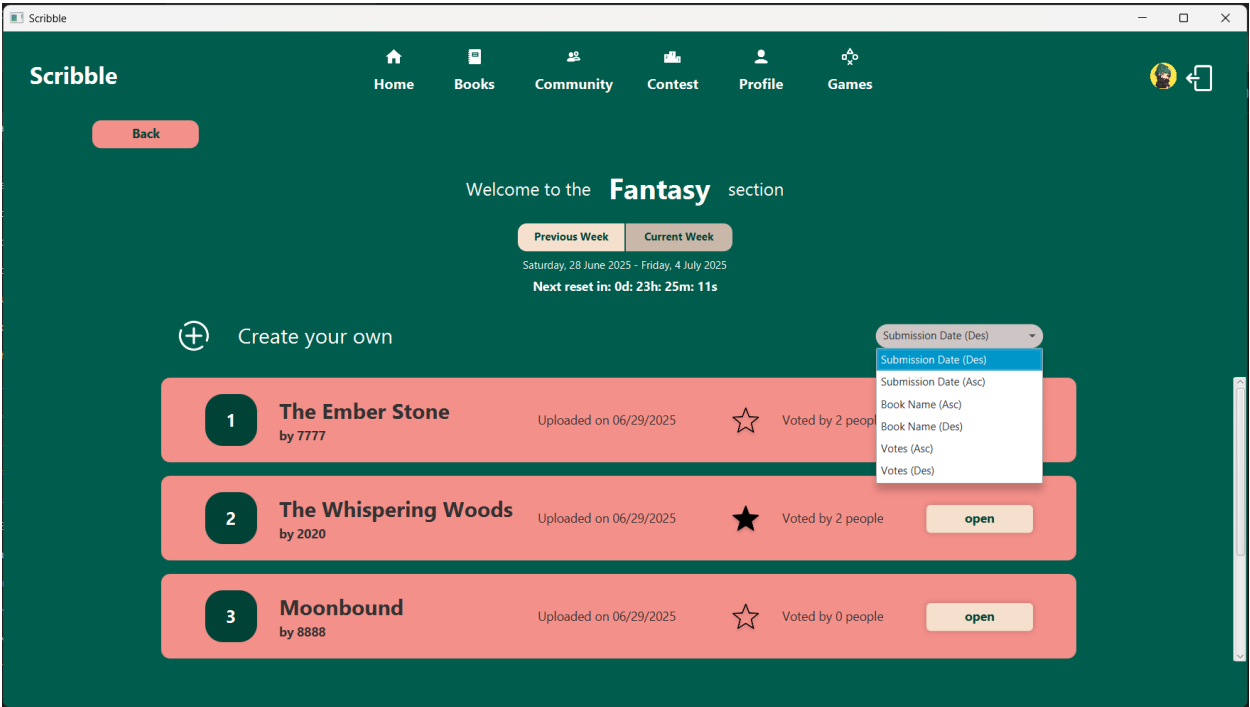 Scribble
Scribble
Home
Books
Community
Contest
Profile
Games
Back
Welcome to the Fantasy section
Previous Week
Current Week
Saturday, 28 June 2025 - Friday, 4 July 2025
Next reset in: 0d: 23h: 25m: 11s
Create your own
Submission Date (Des)
Submission Date (Des)
Submission Date (Asc)
Book Name (Asc)
Book Name (Des)
Votes (Asc)
Votes (Des)
1
The Ember Stone
by 7777
Uploaded on 06/29/2025
Voted by 2 peopl
2
The Whispering Woods
by 2020
Uploaded on 06/29/2025
Voted by 2 people
open
3
Moonbound
by 8888
Uploaded on 06/29/2025
Voted by 0 people
open